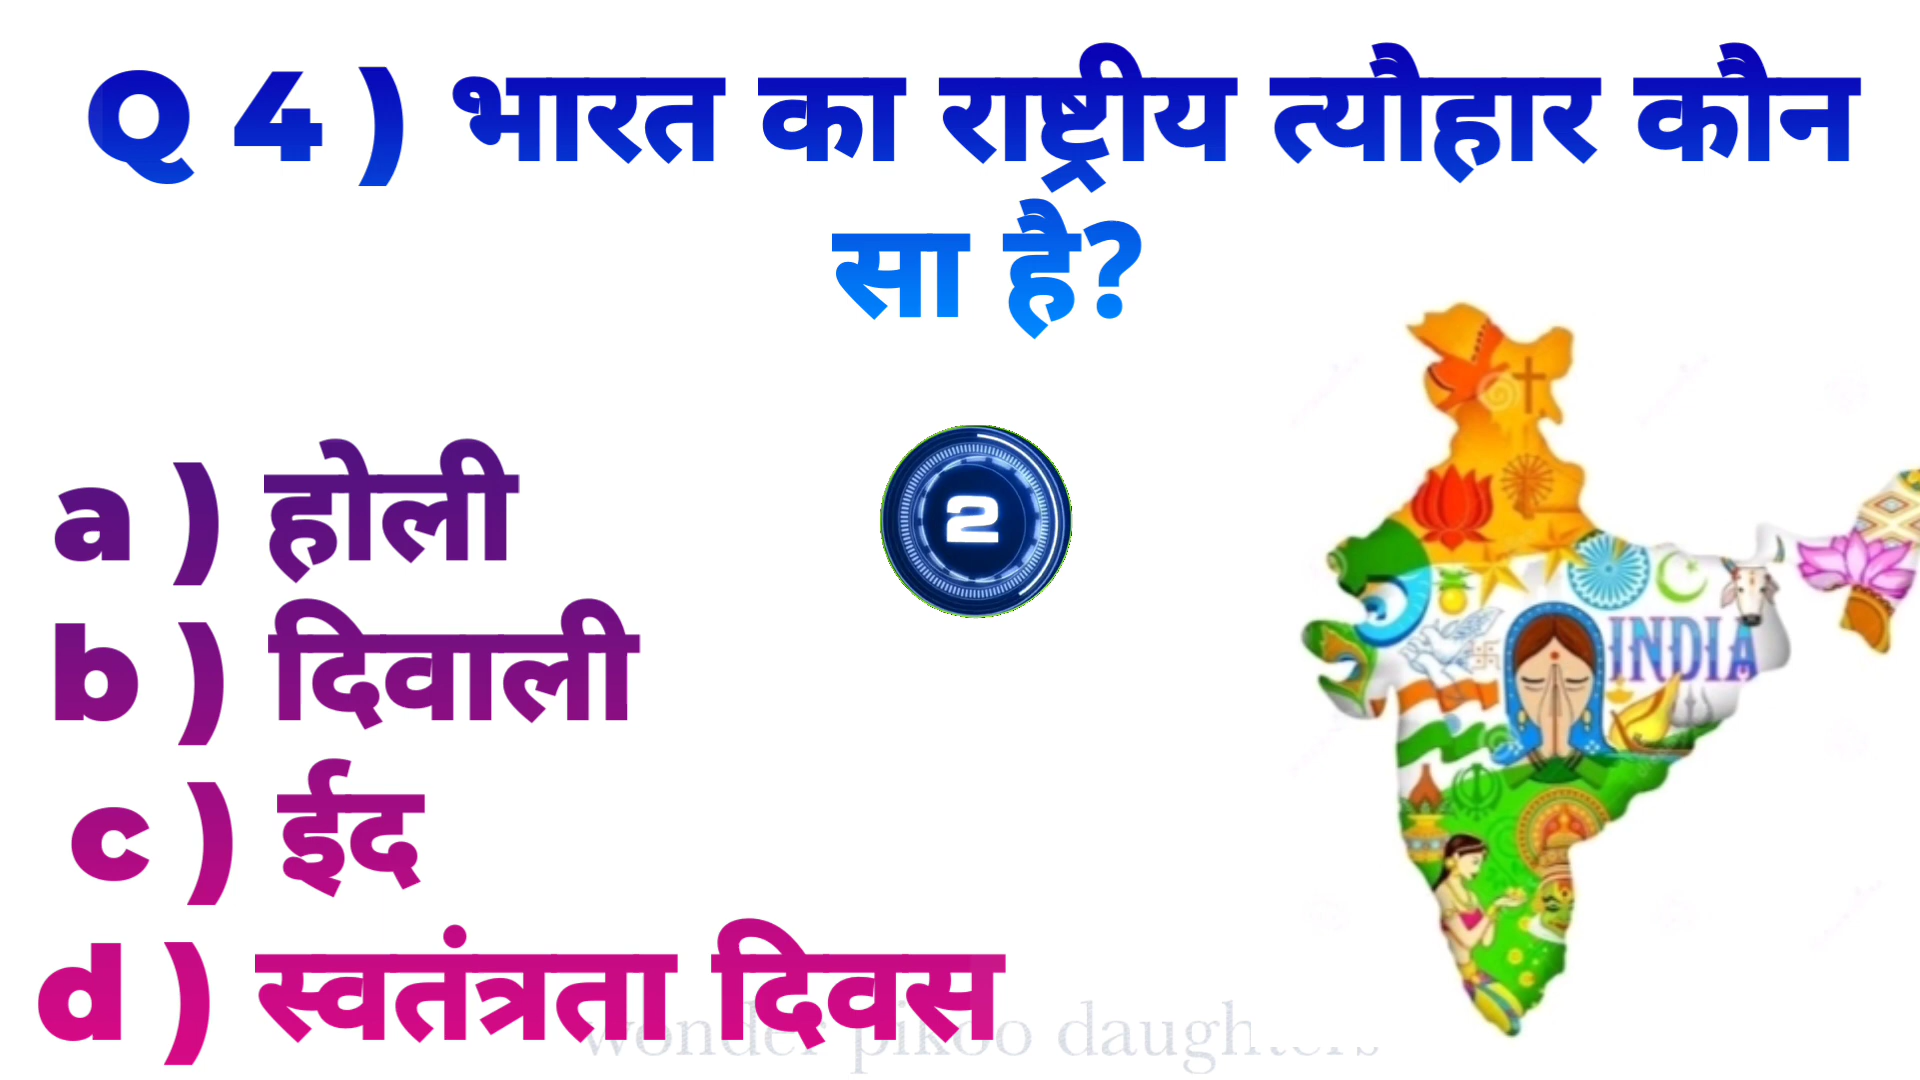 Q 4 ) भारत का राष्ट्रीय त्यौहार कौन
सा है?
a ) होली
2
b ) दिवाली
INDIA
c ) ईद
d ) स्वतंत्रता दिवस
wonder pikoo daughters